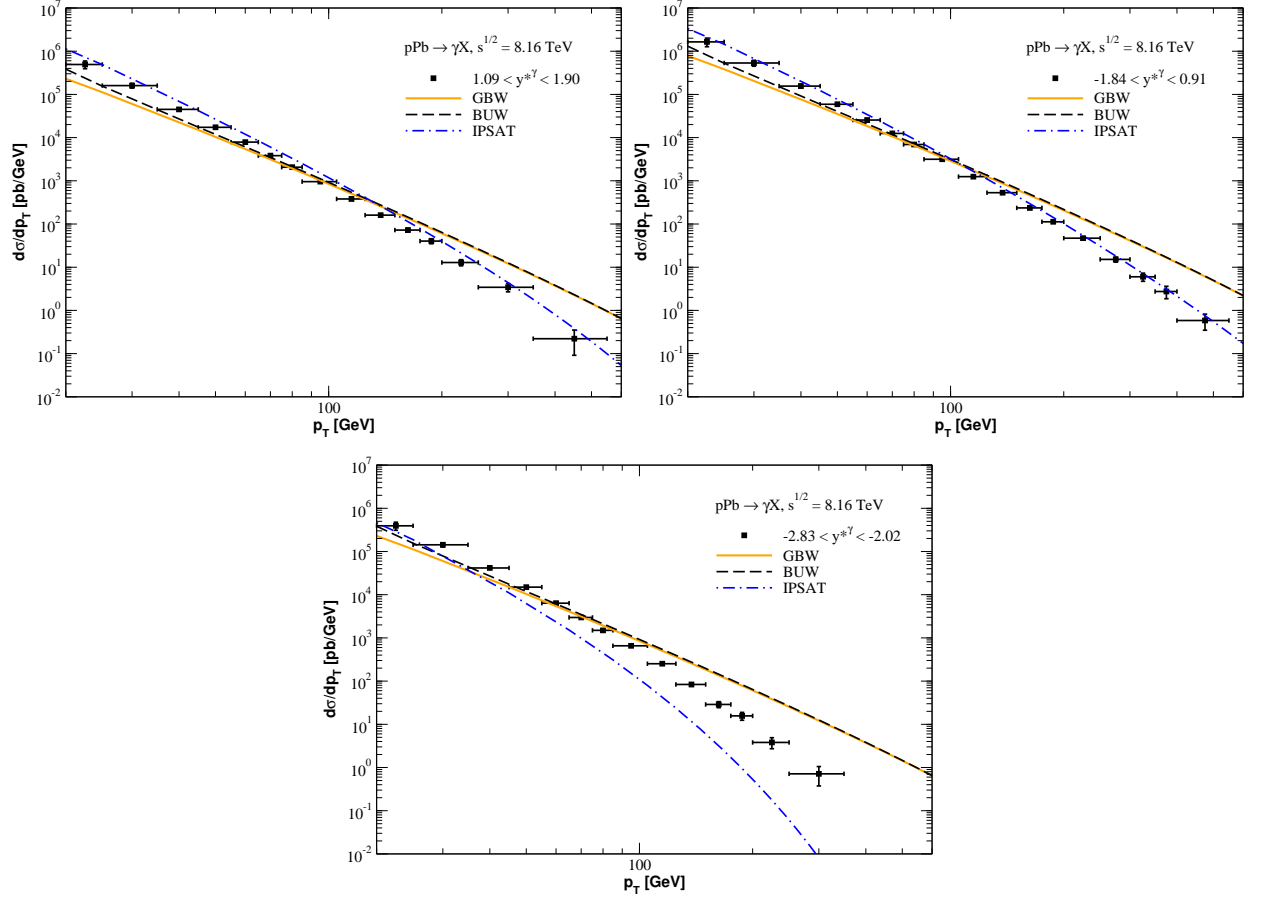 pPb → γX, s^1/2 = 8.16 TeV
1.09 < y*^γ < 1.90
GBW
BUW
IPSAT
dσ/dp_T [pb/GeV]
10^7
10^6
10^5
10^4
10^3
10^2
10^1
10^0
10^-1
10^-2
100
p_T [GeV]
pPb → γX, s^1/2 = 8.16 TeV
-1.84 < y*^γ < 0.91
GBW
BUW
IPSAT
dσ/dp_T [pb/GeV]
10^7
10^6
10^5
10^4
10^3
10^2
10^1
10^0
10^-1
10^-2
100
p_T [GeV]
pPb → γX, s^1/2 = 8.16 TeV
-2.83 < y*^γ < -2.02
GBW
BUW
IPSAT
dσ/dp_T [pb/GeV]
10^7
10^6
10^5
10^4
10^3
10^2
10^1
10^0
10^-1
10^-2
100
p_T [GeV]